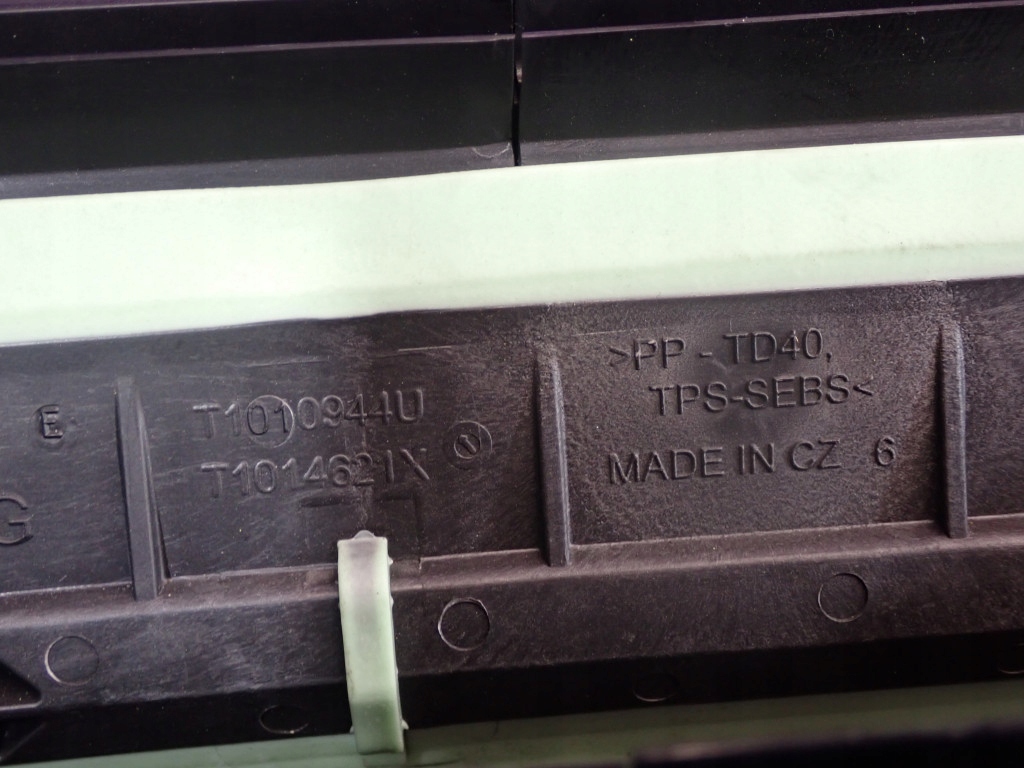 >PP - TD40,
TPS-SEBS<
T1010944U
E
T1014621X
MADE IN CZ 6
G